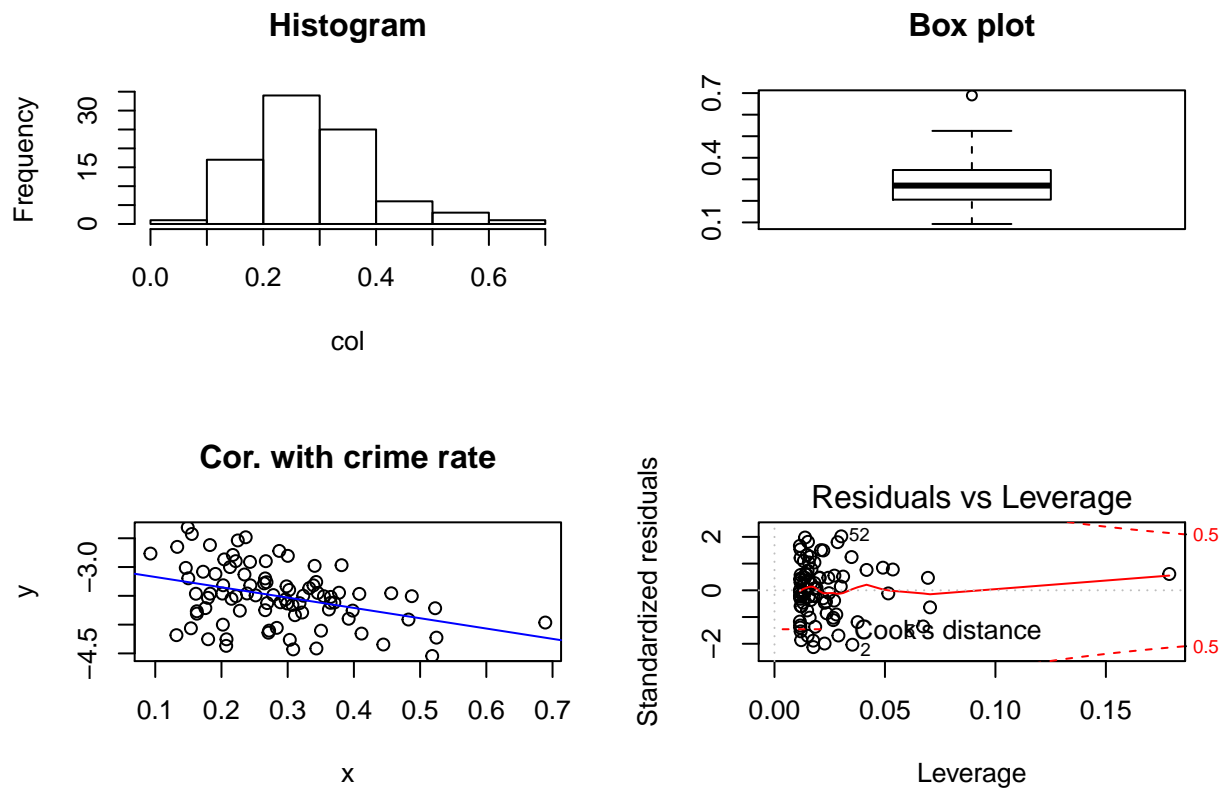 Histogram
Frequency
0 15 30
0.0 0.2 0.4 0.6
col
Box plot
0.1 0.4 0.7
Cor. with crime rate
y
−4.5 −3.0
0.1 0.2 0.3 0.4 0.5 0.6 0.7
x
Residuals vs Leverage
Standardized residuals
−2 0 2
0.5
0.5
52
2
Cook's distance
0.00 0.05 0.10 0.15
Leverage